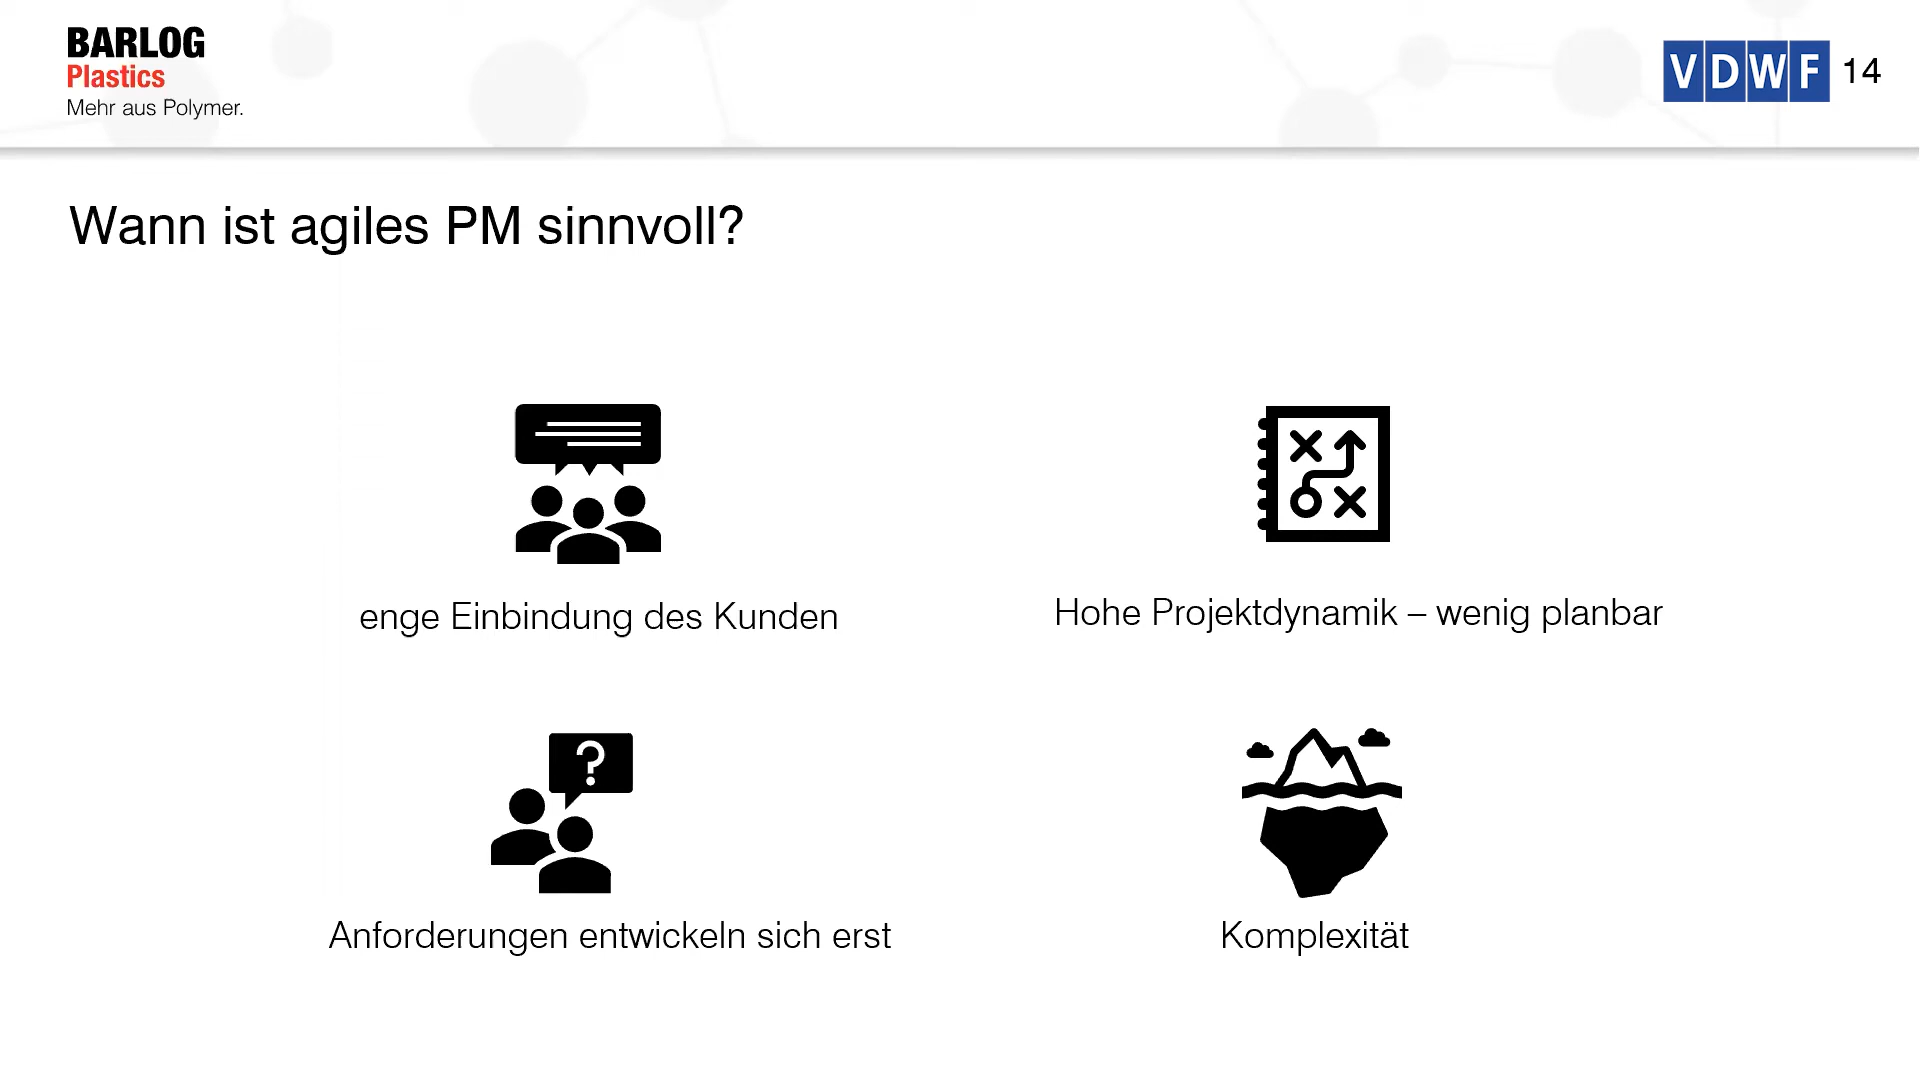 BARLOG
Plastics
Mehr aus Polymer.
VDWF 14
Wann ist agiles PM sinnvoll?
enge Einbindung des Kunden
Hohe Projektdynamik – wenig planbar
?
Anforderungen entwickeln sich erst
Komplexität